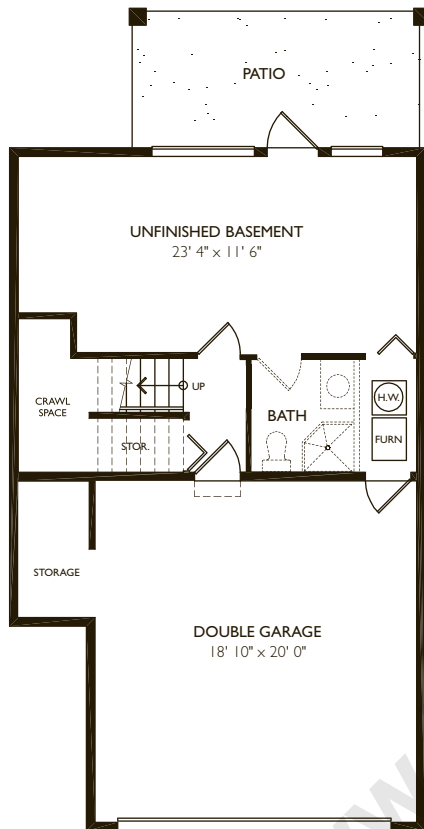 PATIO
UNFINISHED BASEMENT
23' 4" x 11' 6"
UP
CRAWL
SPACE
STOR.
BATH
H.W.
FURN
STORAGE
DOUBLE GARAGE
18' 10" x 20' 0"